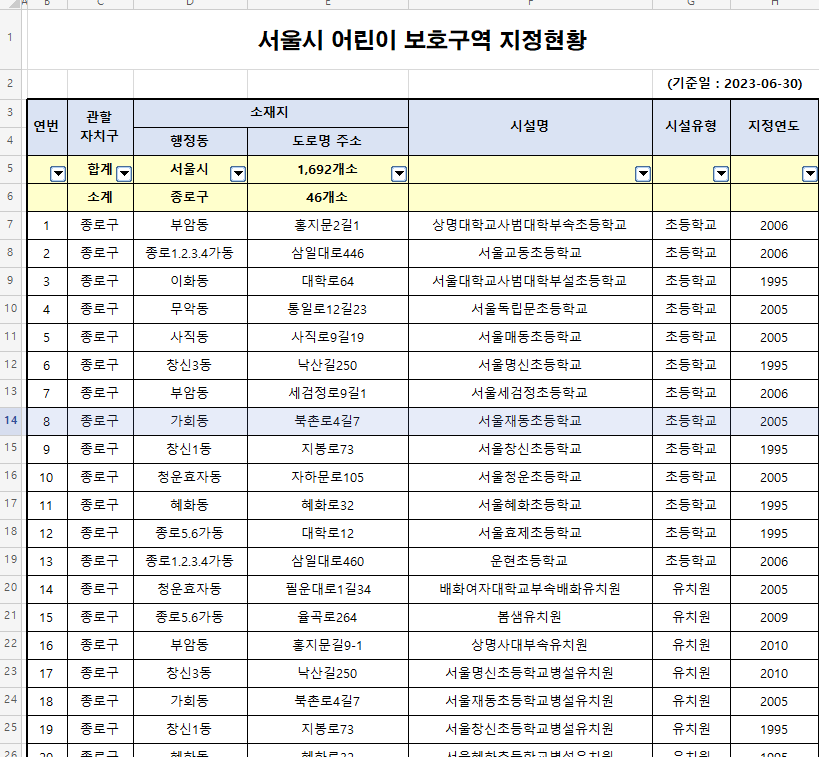 A B C D E F G H
1 서울시 어린이 보호구역 지정현황
2 (기준일 : 2023-06-30)
3 연번 관할 자치구 소재지 시설명 시설유형 지정연도
4 행정동 도로명 주소
5 합계 서울시 1,692개소
6 소계 종로구 46개소
7 1 종로구 부암동 홍지문2길1 상명대학교사범대학부속초등학교 초등학교 2006
8 2 종로구 종로1.2.3.4가동 삼일대로446 서울교동초등학교 초등학교 2006
9 3 종로구 이화동 대학로64 서울대학교사범대학부설초등학교 초등학교 1995
10 4 종로구 무악동 통일로12길23 서울독립문초등학교 초등학교 2005
11 5 종로구 사직동 사직로9길19 서울매동초등학교 초등학교 2005
12 6 종로구 창신3동 낙산길250 서울명신초등학교 초등학교 1995
13 7 종로구 부암동 세검정로9길1 서울세검정초등학교 초등학교 2006
14 8 종로구 가회동 북촌로4길7 서울재동초등학교 초등학교 2005
15 9 종로구 창신1동 지봉로73 서울창신초등학교 초등학교 1995
16 10 종로구 청운효자동 자하문로105 서울청운초등학교 초등학교 2005
17 11 종로구 혜화동 혜화로32 서울혜화초등학교 초등학교 1995
18 12 종로구 종로5.6가동 대학로12 서울효제초등학교 초등학교 1995
19 13 종로구 종로1.2.3.4가동 삼일대로460 운현초등학교 초등학교 2006
20 14 종로구 청운효자동 필운대로1길34 배화여자대학교부속배화유치원 유치원 2005
21 15 종로구 종로5.6가동 율곡로264 봄샘유치원 유치원 2009
22 16 종로구 부암동 홍지문길9-1 상명사대부속유치원 유치원 2010
23 17 종로구 창신3동 낙산길250 서울명신초등학교병설유치원 유치원 2010
24 18 종로구 가회동 북촌로4길7 서울재동초등학교병설유치원 유치원 2005
25 19 종로구 창신1동 지봉로73 서울창신초등학교병설유치원 유치원 1995
26 20 종로구 혜화동 혜화로32 서울혜화초등학교병설유치원 유치원 1995